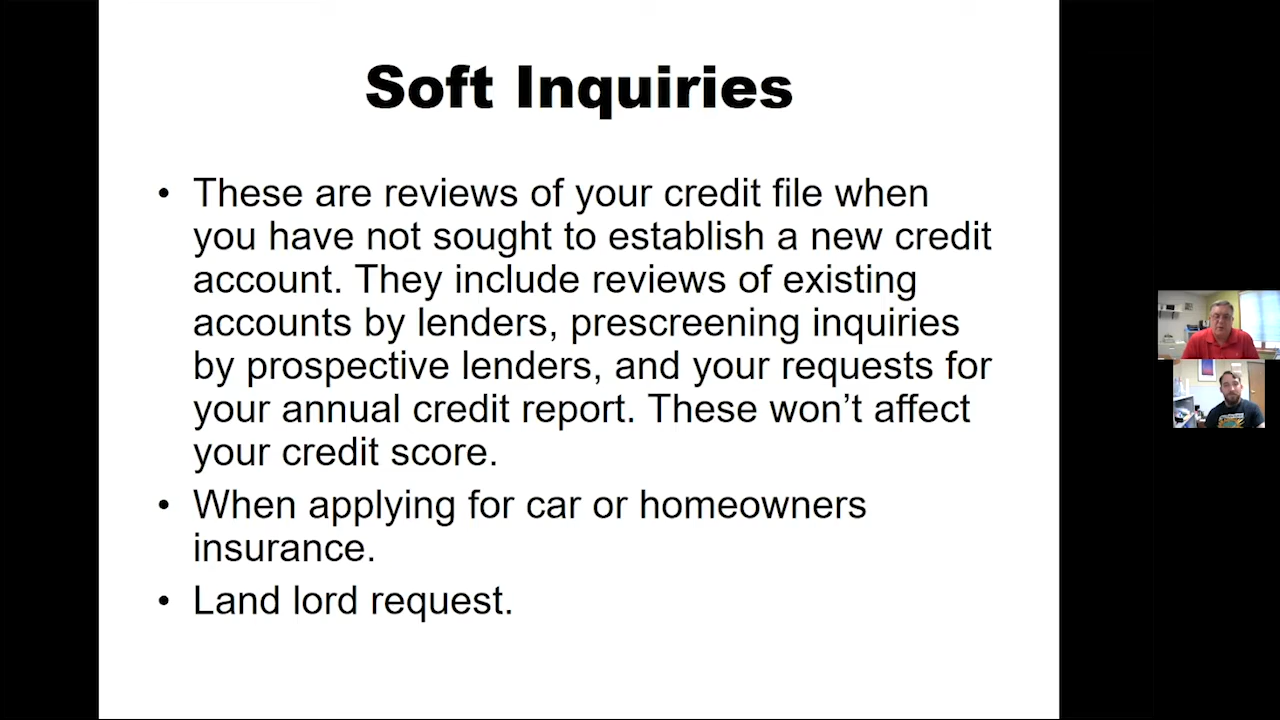 Soft Inquiries
• These are reviews of your credit file when
you have not sought to establish a new credit
account. They include reviews of existing
accounts by lenders, prescreening inquiries
by prospective lenders, and your requests for
your annual credit report. These won’t affect
your credit score.
• When applying for car or homeowners
insurance.
• Land lord request.